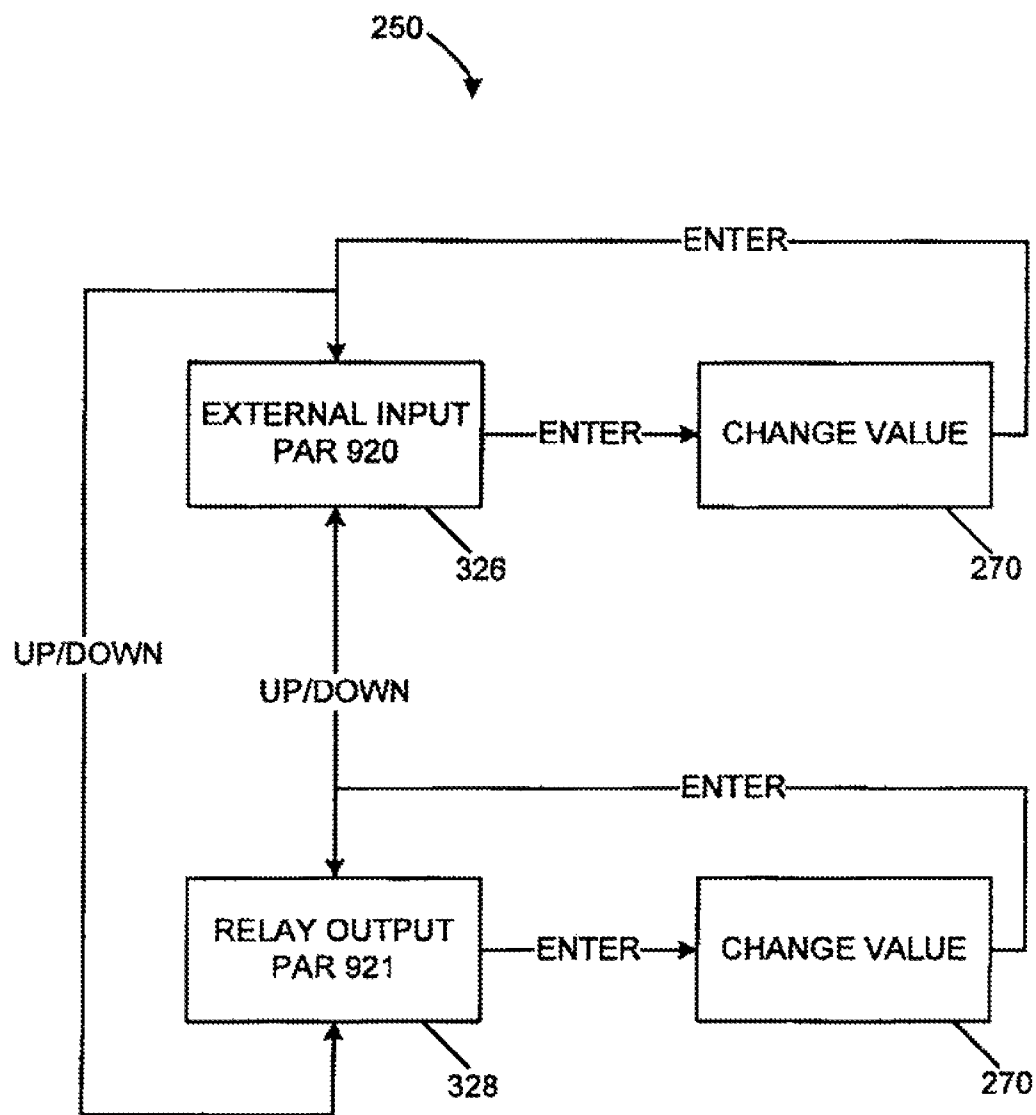 250
ENTER
EXTERNAL INPUT
PAR 920
ENTER
CHANGE VALUE
326
270
UP/DOWN
UP/DOWN
ENTER
RELAY OUTPUT
PAR 921
ENTER
CHANGE VALUE
328
270